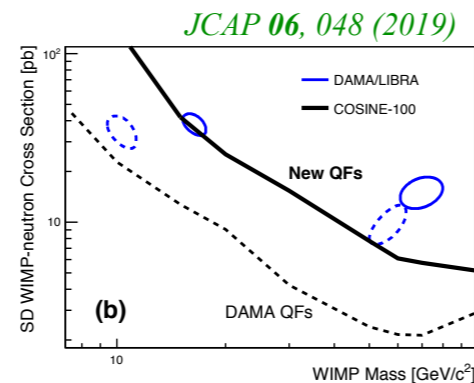 JCAP 06, 048 (2019)
SD WIMP-neutron Cross Section [pb]
10²
10
DAMA/LIBRA
COSINE-100
New QFs
(b)
DAMA QFs
10
WIMP Mass [GeV/c²]